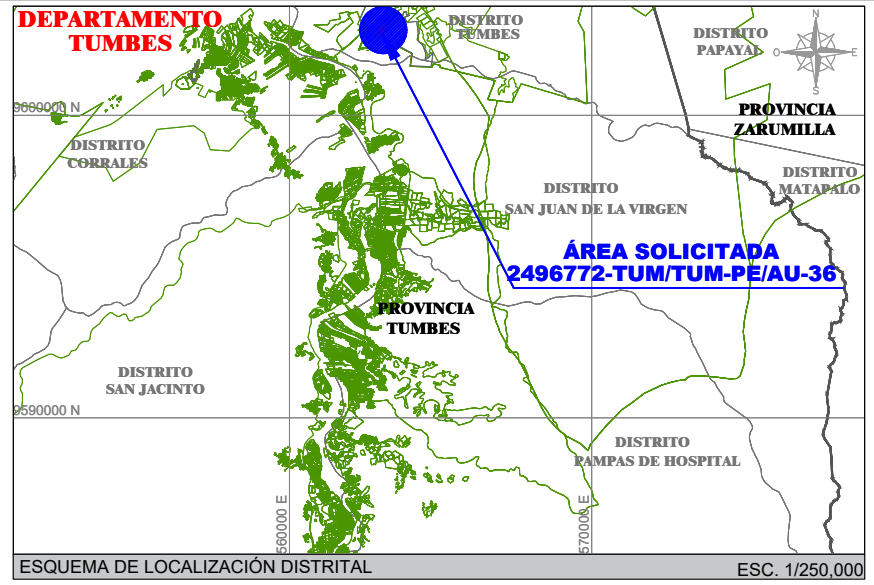 DEPARTAMENTO
TUMBES
DISTRITO
TUMBES
DISTRITO
PAPAYAL
N
O
E
S
9600000 N
PROVINCIA
ZARUMILLA
DISTRITO
CORRALES
DISTRITO
MATAPALO
DISTRITO
SAN JUAN DE LA VIRGEN
ÁREA SOLICITADA
2496772-TUM/TUM-PE/AU-36
PROVINCIA
TUMBES
DISTRITO
SAN JACINTO
9590000 N
DISTRITO
PAMPAS DE HOSPITAL
560000 E
570000 E
ESQUEMA DE LOCALIZACIÓN DISTRITAL
ESC. 1/250,000